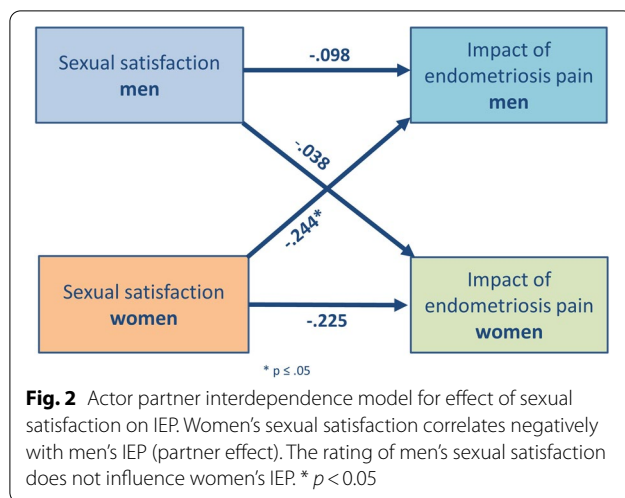 Sexual satisfaction
men
-.098
Impact of
endometriosis pain
men
-.038
-.244*
Sexual satisfaction
women
-.225
Impact of
endometriosis pain
women
* p ≤ .05
Fig. 2 Actor partner interdependence model for effect of sexual
satisfaction on IEP. Women's sexual satisfaction correlates negatively
with men's IEP (partner effect). The rating of men's sexual satisfaction
does not influence women's IEP. * p < 0.05